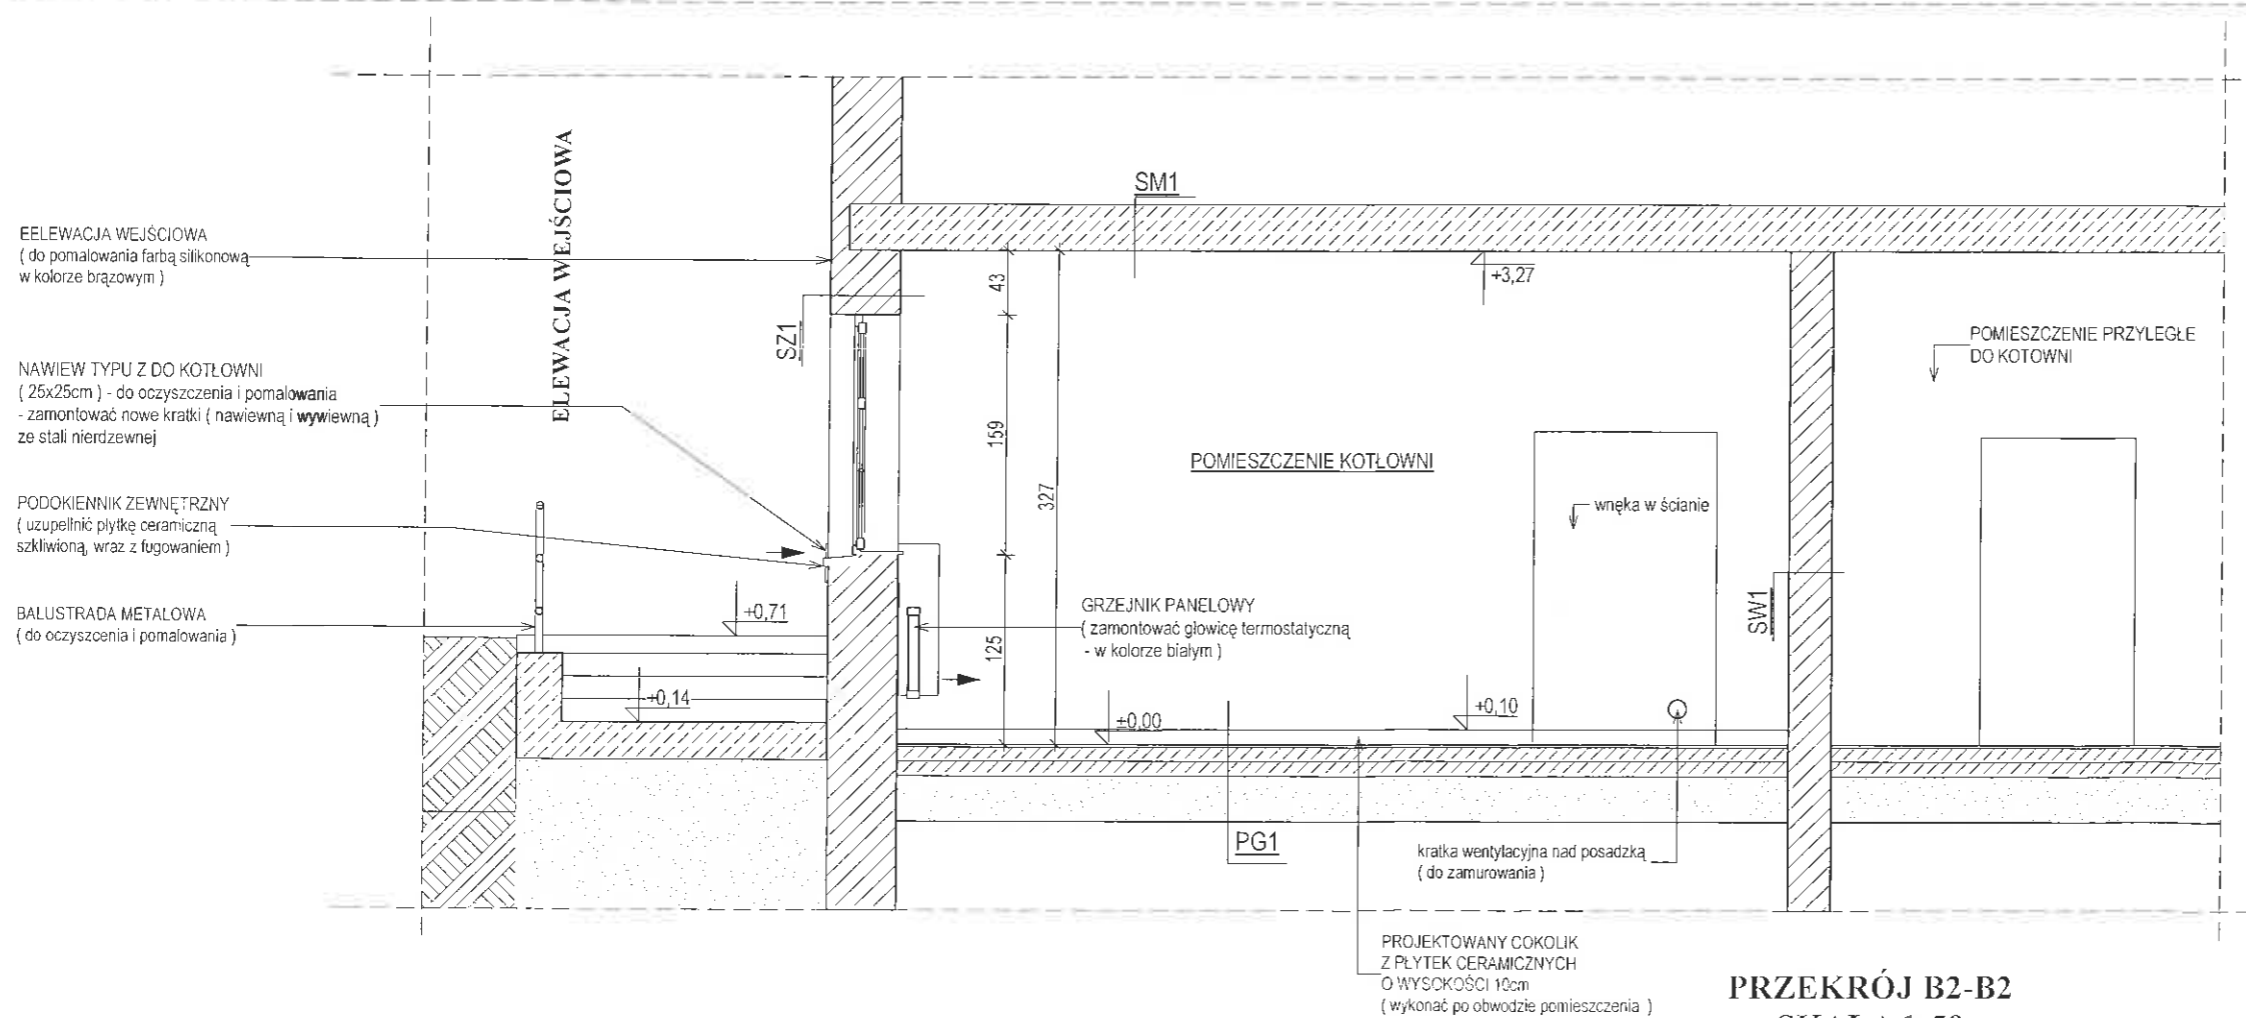 EELEWACJA WEJŚCIOWA
( do pomalowania farbą silikonową
w kolorze brązowym )
NAWIEW TYPU Z DO KOTŁOWNI
( 25x25cm ) - do oczyszczenia i pomalowania
- zamontować nowe kratki ( nawiewną i wywiewną )
ze stali nierdzewnej
PODOKIENNIK ZEWNĘTRZNY
( uzupełnić płytkę ceramiczną
szkliwioną, wraz z fugowaniem )
BALUSTRADA METALOWA
( do oczyszcenia i pomalowania )
ELEWACJA WEJŚCIOWA
SZ1
SM1
43
159
327
125
+3,27
POMIESZCZENIE PRZYLEGŁE
DO KOTOWNI
POMIESZCZENIE KOTŁOWNI
wnęka w ścianie
SW1
+0,71
+0,14
GRZEJNIK PANELOWY
( zamontować głowicę termostatyczną
- w kolorze białym )
±0,00
+0,10
PG1
kratka wentylacyjna nad posadzką
( do zamurowania )
PROJEKTOWANY COKOLIK
Z PŁYTEK CERAMICZNYCH
O WYSOKOŚCI 10cm
( wykonać po obwodzie pomieszczenia )
PRZEKRÓJ B2-B2